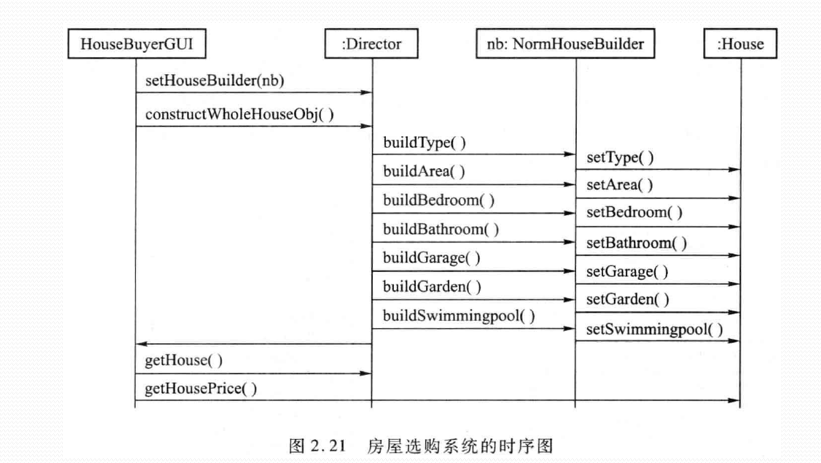 HouseBuyerGUI :Director nb: NormHouseBuilder :House
setHouseBuilder(nb)
constructWholeHouseObj( )
buildType( )
setType( )
buildArea( )
setArea( )
buildBedroom( )
setBedroom( )
buildBathroom( )
setBathroom( )
buildGarage( )
setGarage( )
buildGarden( )
setGarden( )
buildSwimmingpool( )
setSwimmingpool( )
getHouse( )
getHousePrice( )
图 2.21 房屋选购系统的时序图